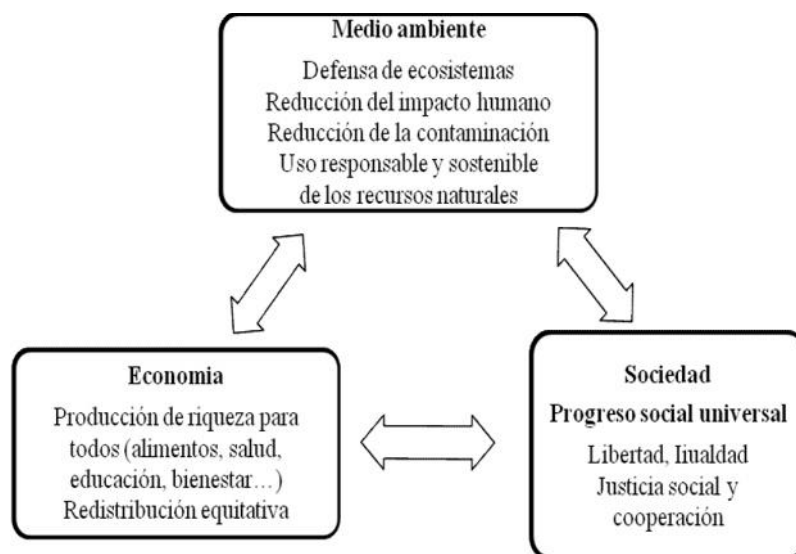 Medio ambiente
Defensa de ecosistemas
Reducción del impacto humano
Reducción de la contaminación
Uso responsable y sostenible
de los recursos naturales
Economia
Producción de riqueza para
todos (alimentos, salud,
educación, bienestar…)
Redistribución equitativa
Sociedad
Progreso social universal
Libertad, Iiualdad
Justicia social y
cooperación